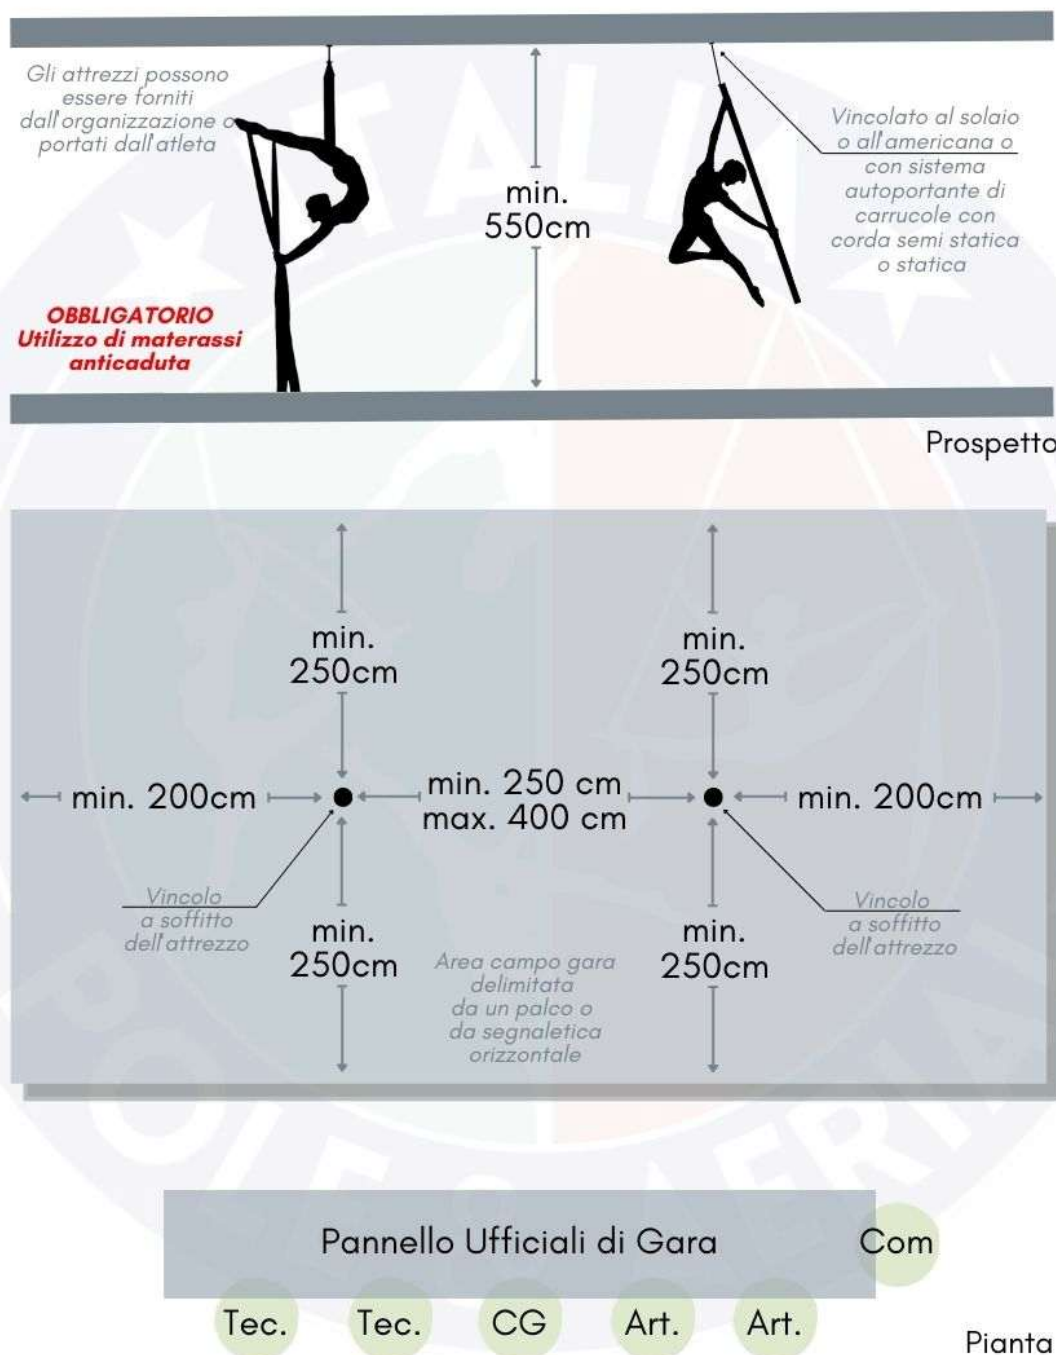 Gli attrezzi possono
essere forniti
dall'organizzazione o
portati dall'atleta
min.
550cm
Vincolato al solaio
o all'americana o
con sistema
autoportante di
carrucole con
corda semi statica
o statica
OBBLIGATORIO
Utilizzo di materassi
anticaduta
Prospetto
min.
250cm
min.
250cm
min. 200cm
min. 250 cm
max. 400 cm
min. 200cm
Vincolo
a soffitto
dell'attrezzo
min.
250cm
Area campo gara
delimitata
da un palco o
da segnaletica
orizzontale
min.
250cm
Vincolo
a soffitto
dell'attrezzo
Pannello Ufficiali di Gara
Com
Tec.
Tec.
CG
Art.
Art.
Pianta
ITALIA
POLE & AERIA